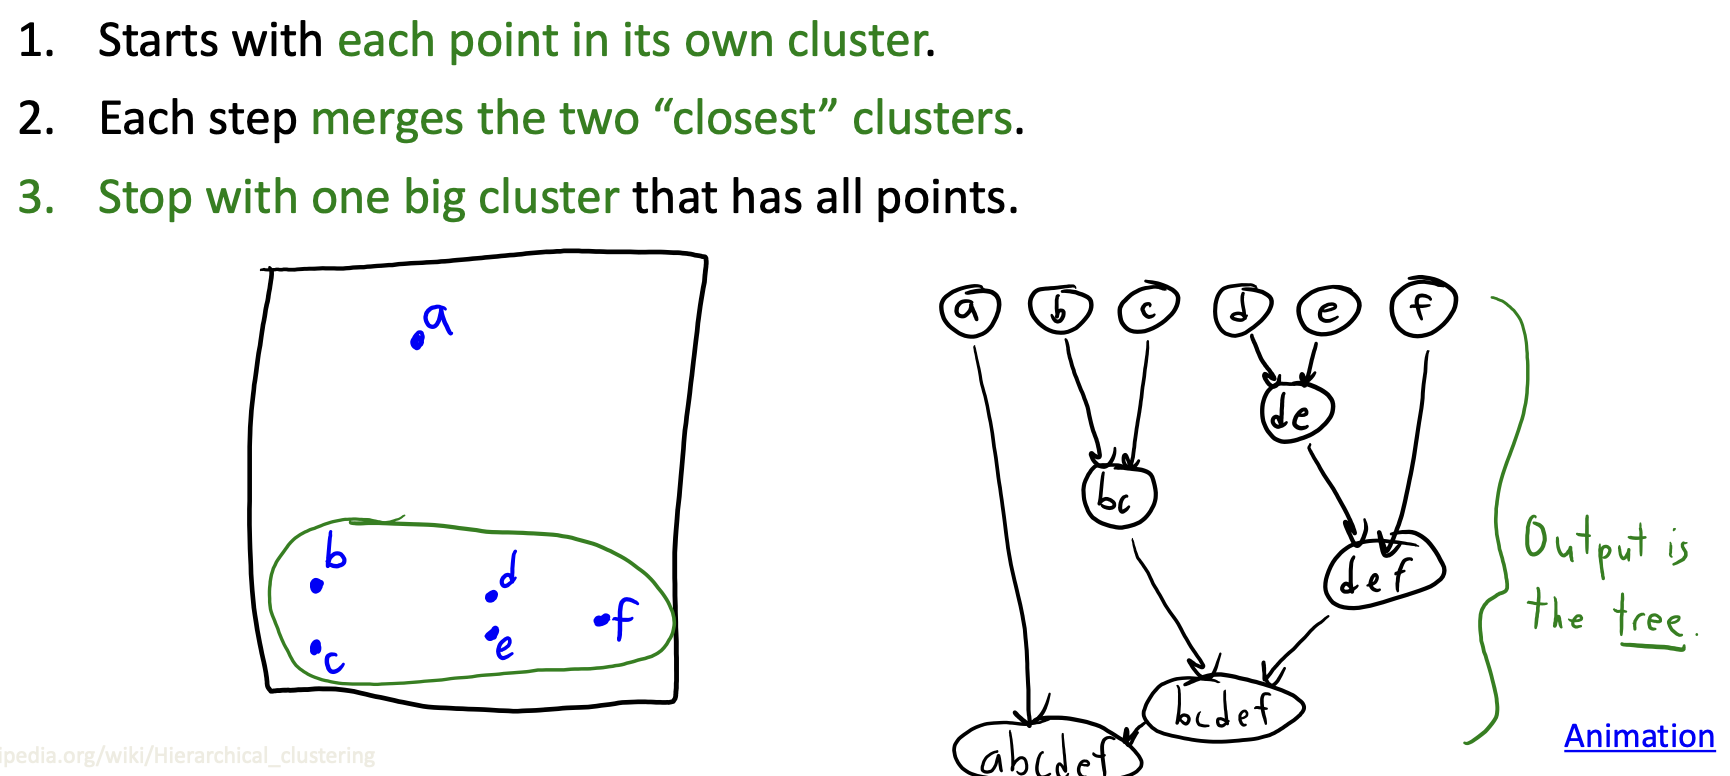 1. Starts with each point in its own cluster.
2. Each step merges the two “closest” clusters.
3. Stop with one big cluster that has all points.
a
b
d
f
c
e
a b c d e f
de
bc
def
bcdef
abcdef
Output is
the tree.
Animation
ipedia.org/wiki/Hierarchical_clustering